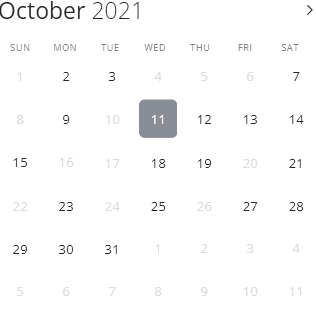 October 2021 >
SUN MON TUE WED THU FRI SAT
1 2 3 4 5 6 7
8 9 10 11 12 13 14
15 16 17 18 19 20 21
22 23 24 25 26 27 28
29 30 31 1 2 3 4
5 6 7 8 9 10 11